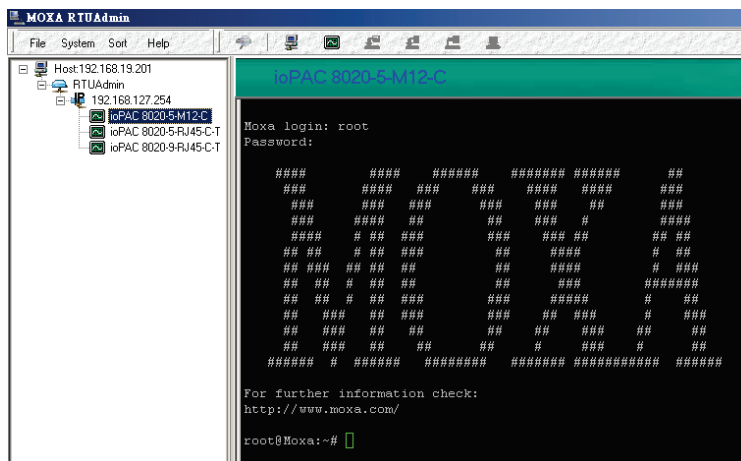 MOXA RTUAdmin
File System Sort Help
Host:192.168.19.201
RTUAdmin
192.168.127.254
ioPAC 8020-5-M12-C
ioPAC 8020-5-RJ45-C-T
ioPAC 8020-9-RJ45-C-T
ioPAC 8020-5-M12-C
Moxa login: root
Password:
MOXA
For further information check:
http://www.moxa.com/
root@Moxa:~#